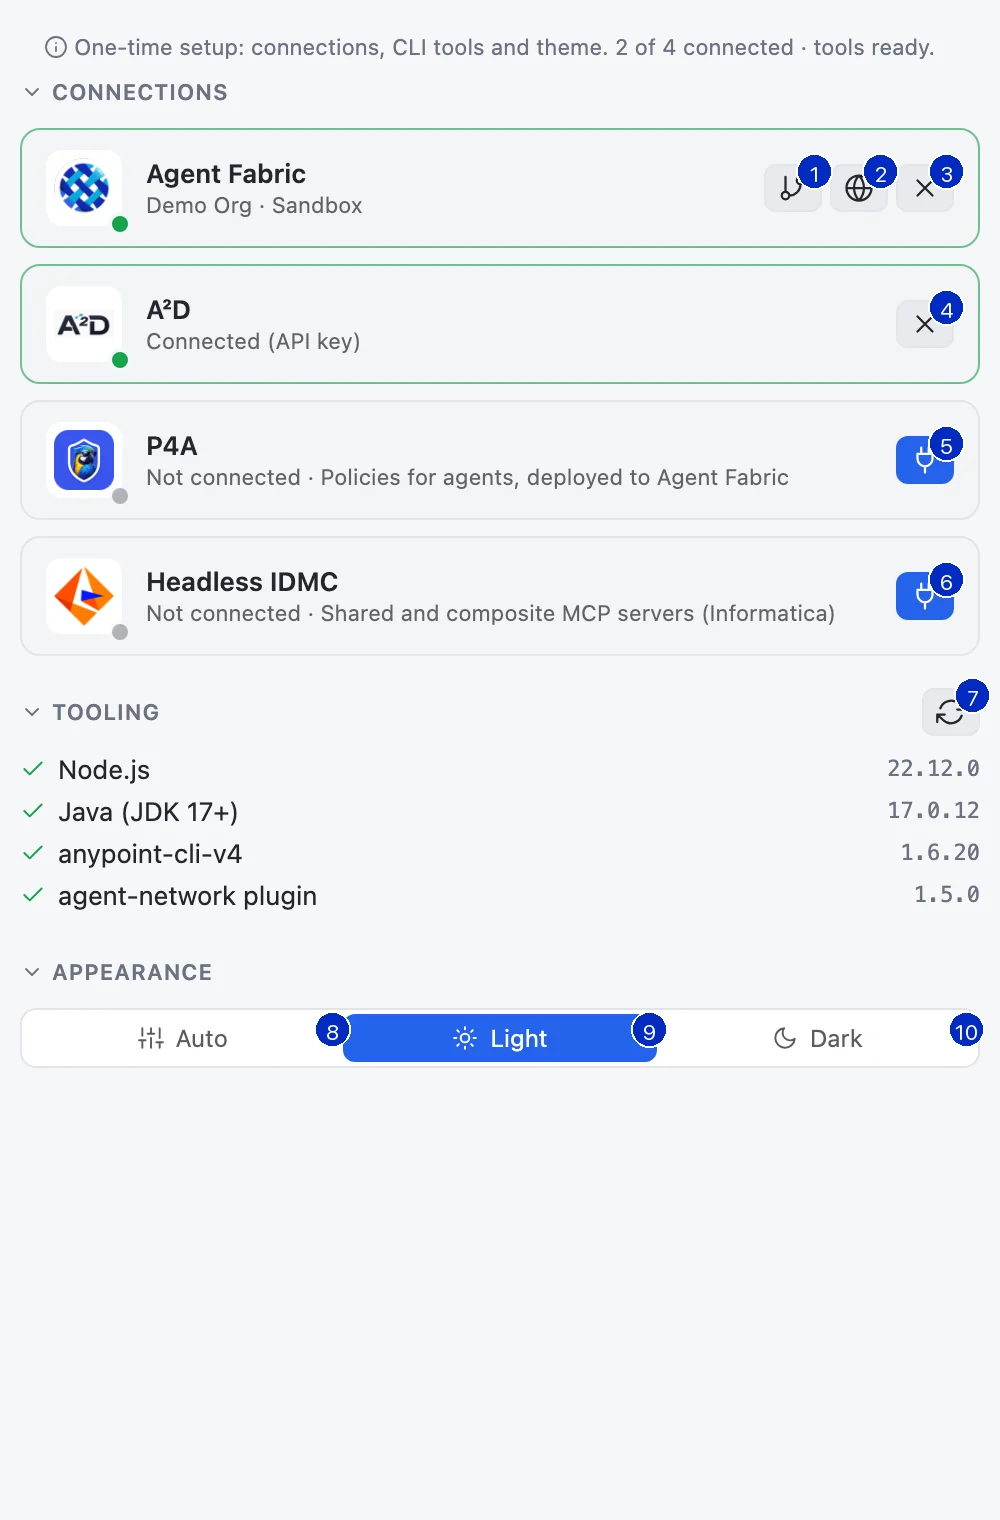 One-time setup: connections, CLI tools and theme. 2 of 4 connected · tools ready.
CONNECTIONS
Agent Fabric
Demo Org · Sandbox
1
2
3
A²D
A²D
Connected (API key)
4
P4A
Not connected · Policies for agents, deployed to Agent Fabric
5
Headless IDMC
Not connected · Shared and composite MCP servers (Informatica)
6
TOOLING
7
Node.js 22.12.0
Java (JDK 17+) 17.0.12
anypoint-cli-v4 1.6.20
agent-network plugin 1.5.0
APPEARANCE
Auto 8 Light 9 Dark 10